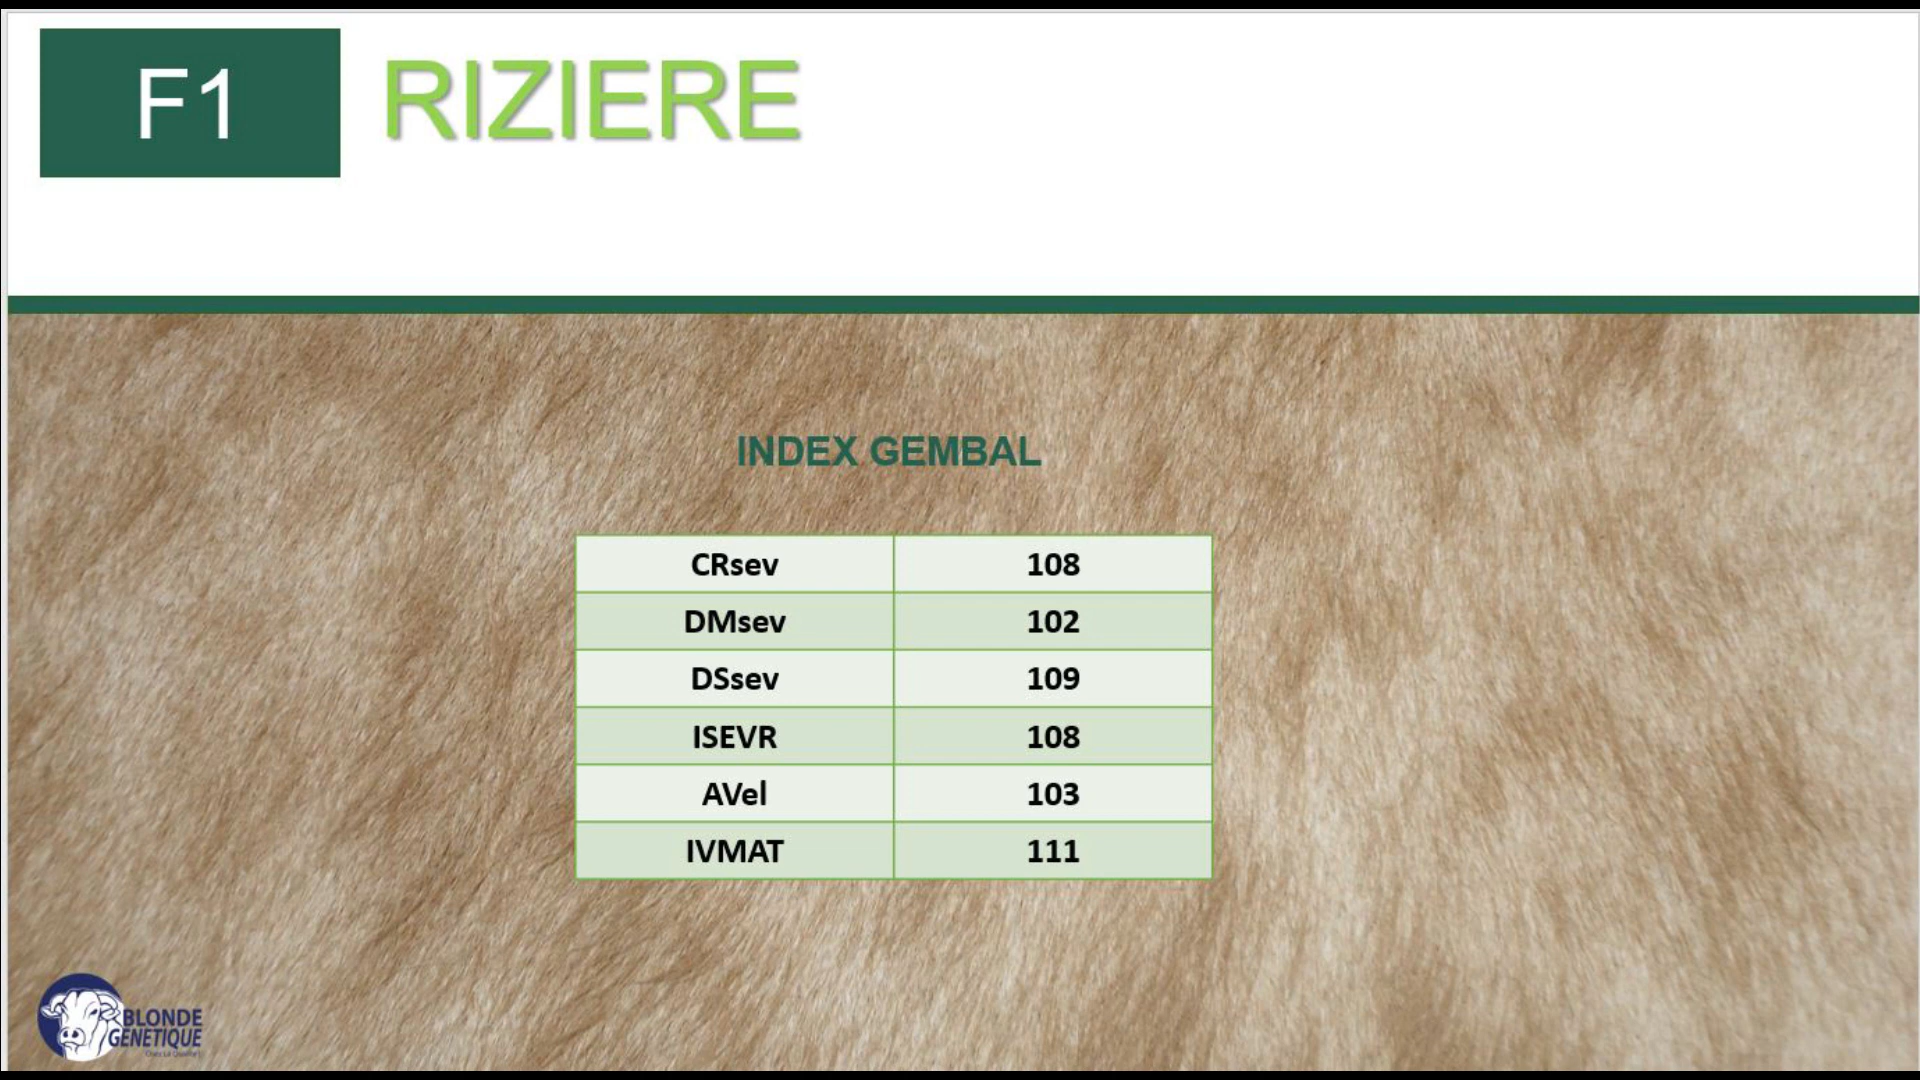 F1
RIZIERE
INDEX GEMBAL
CRsev 108
DMsev 102
DSsev 109
ISEVR 108
AVel 103
IVMAT 111
BLONDE
GENETIQUE